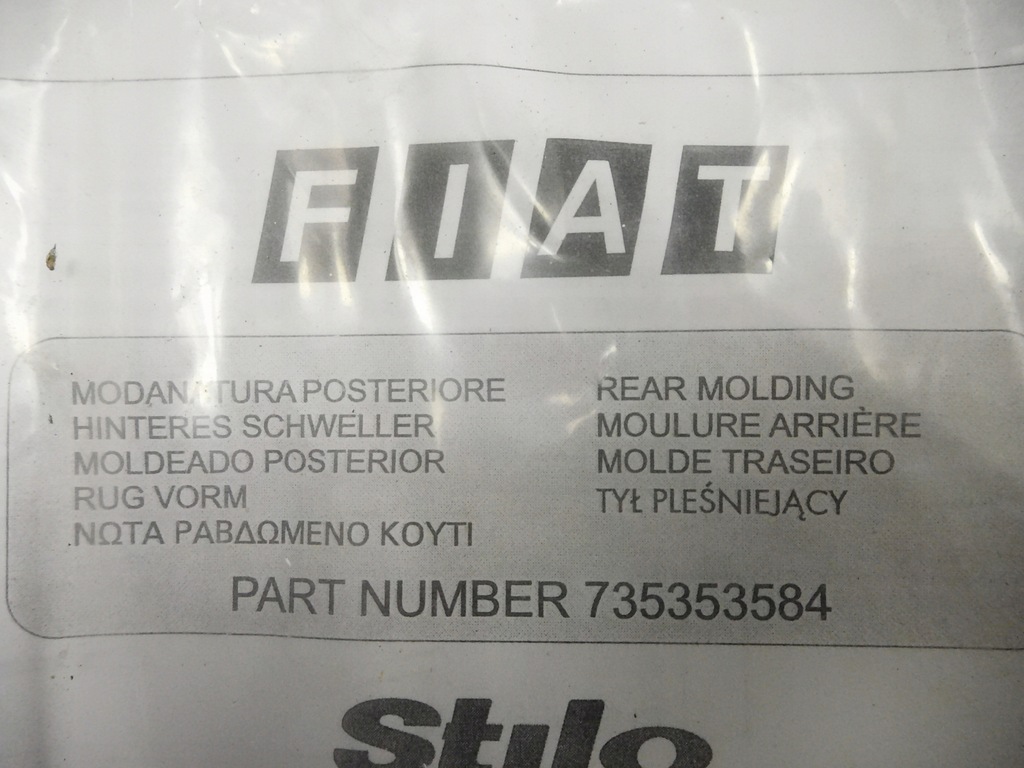 FIAT
MODANATURA POSTERIORE
HINTERES SCHWELLER
MOLDEADO POSTERIOR
RUG VORM
ΝΩΤΑ ΡΑΒΔΩΜΕΝΟ ΚΟΥΤΙ
REAR MOLDING
MOULURE ARRIÈRE
MOLDE TRASEIRO
TYŁ PLEŚNIEJĄCY
PART NUMBER 735353584
Stilo